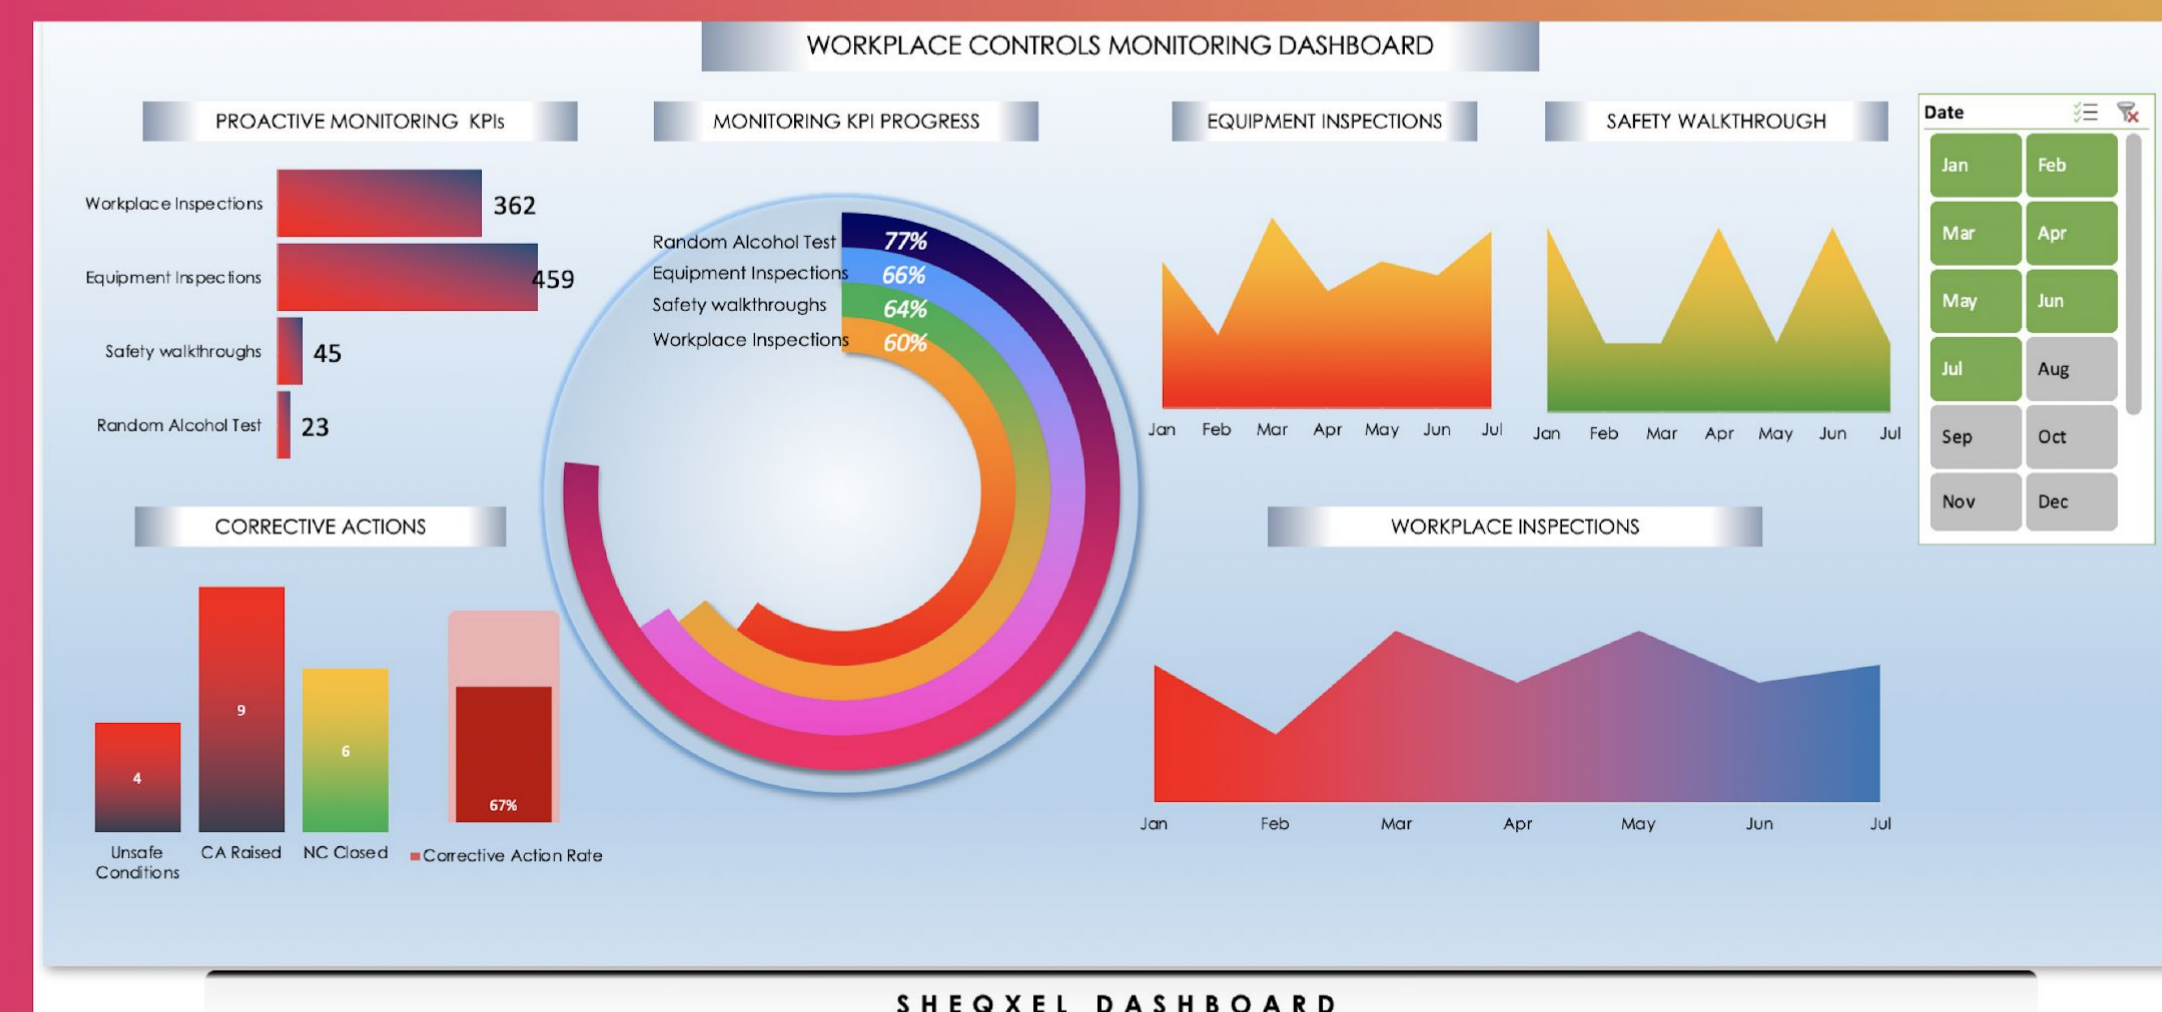 WORKPLACE CONTROLS MONITORING DASHBOARD
PROACTIVE MONITORING KPIs
Workplace Inspections 362
Equipment Inspections 459
Safety walkthroughs 45
Random Alcohol Test 23
MONITORING KPI PROGRESS
Random Alcohol Test 77%
Equipment Inspections 66%
Safety walkthroughs 64%
Workplace Inspections 60%
EQUIPMENT INSPECTIONS
Jan Feb Mar Apr May Jun Jul
SAFETY WALKTHROUGH
Jan Feb Mar Apr May Jun Jul
Date
Jan Feb
Mar Apr
May Jun
Jul Aug
Sep Oct
Nov Dec
CORRECTIVE ACTIONS
4 9 6 67%
Unsafe
Conditions
CA Raised
NC Closed
Corrective Action Rate
WORKPLACE INSPECTIONS
Jan Feb Mar Apr May Jun Jul
SHEQXEL DASHBOARD